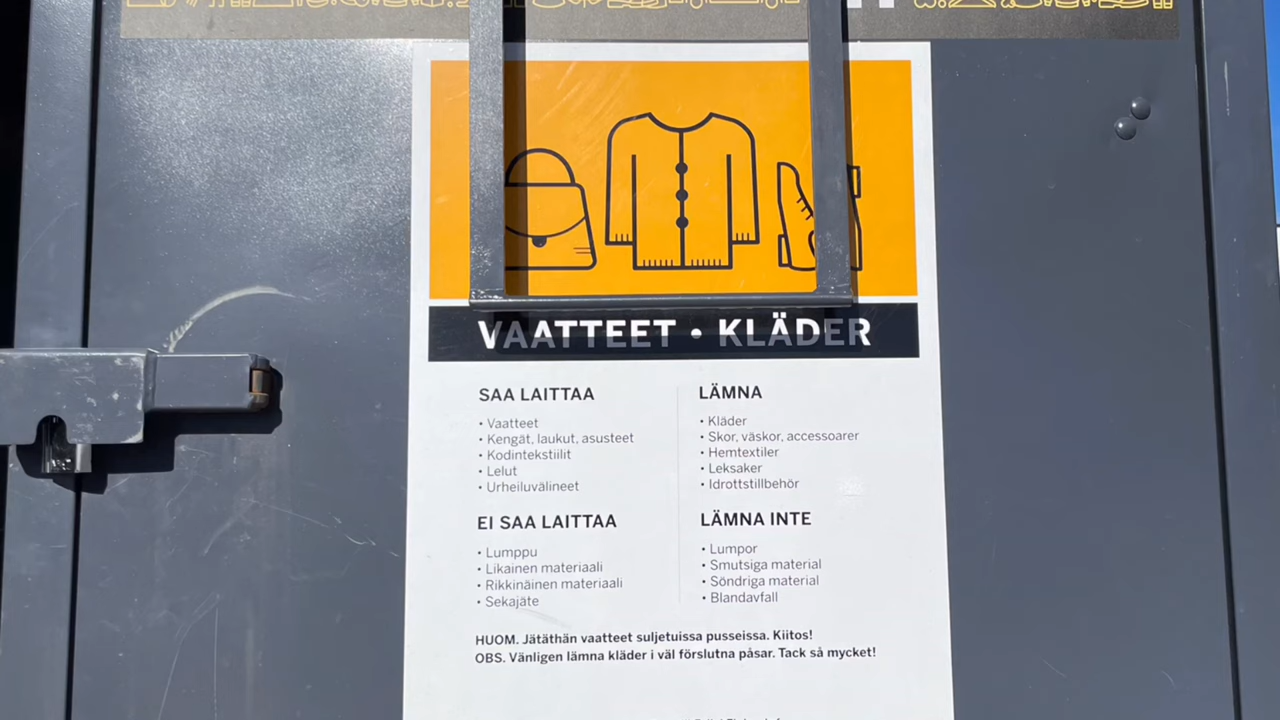 VAATTEET • KLÄDER
SAA LAITTAA
• Vaatteet
• Kengät, laukut, asusteet
• Kodintekstiilit
• Lelut
• Urheiluvälineet
EI SAA LAITTAA
• Lumppu
• Likainen materiaali
• Rikkinäinen materiaali
• Sekajäte
LÄMNA
• Kläder
• Skor, väskor, accessoarer
• Hemtextiler
• Leksaker
• Idrottstillbehör
LÄMNA INTE
• Lumpor
• Smutsiga material
• Söndriga material
• Blandavfall
HUOM. Jätäthän vaatteet suljetuissa pusseissa. Kiitos!
OBS. Vänligen lämna kläder i väl förslutna påsar. Tack så mycket!